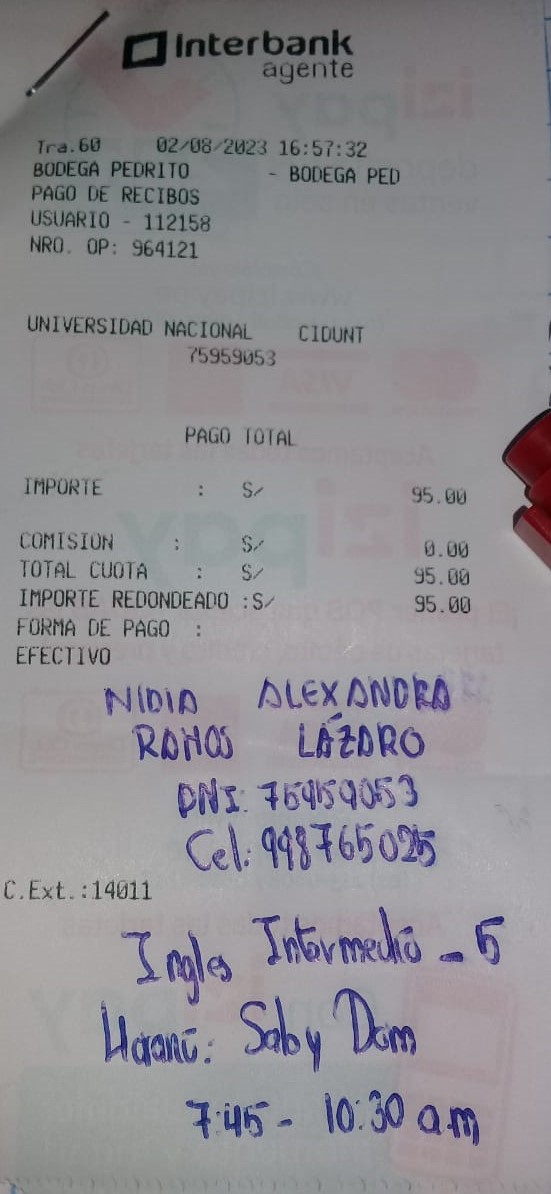 Interbank
agente
Tra.60 02/08/2023 16:57:32
BODEGA PEDRITO - BODEGA PED
PAGO DE RECIBOS
USUARIO - 112158
NRO. OP: 964121
UNIVERSIDAD NACIONAL CIDUNT
75959053
PAGO TOTAL
IMPORTE : S/ 95.00
COMISION : S/ 0.00
TOTAL CUOTA : S/ 95.00
IMPORTE REDONDEADO :S/ 95.00
FORMA DE PAGO :
EFECTIVO
NIDIA ALEXANDRA
RAMOS LÁZARO
DNI: 75959053
Cel: 998765025
C.Ext.:14011
Ingles Intermedio - 5
Horario: Sab y Dom
7:45 - 10:30 a.m